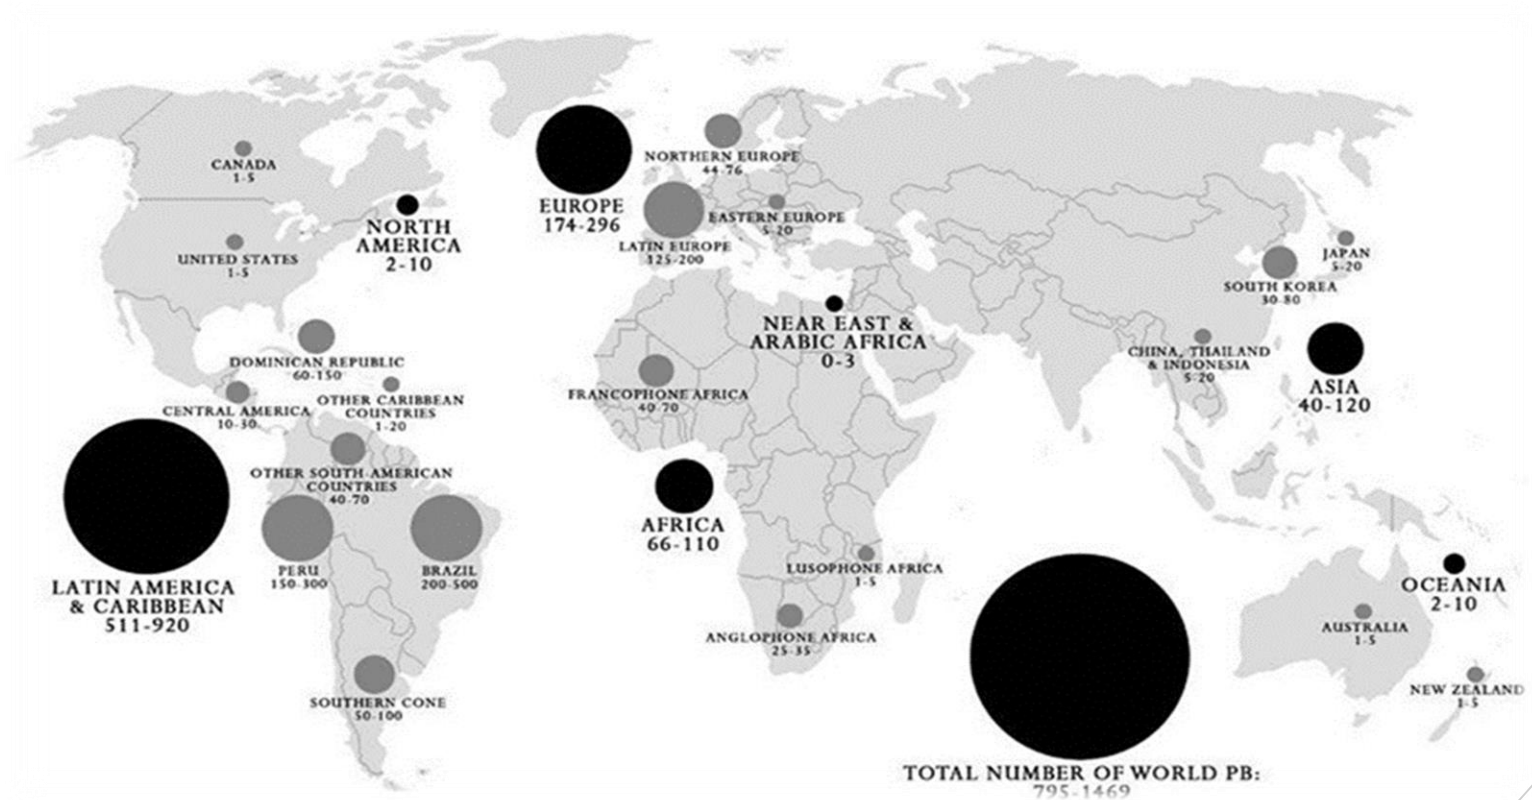 CANADA
1-5
NORTH
AMERICA
2-10
UNITED STATES
1-5
DOMINICAN REPUBLIC
60-150
CENTRAL AMERICA
10-30
OTHER CARIBBEAN
COUNTRIES
1-20
OTHER SOUTH-AMERICAN
COUNTRIES
40-70
LATIN AMERICA
& CARIBBEAN
511-920
PERU
150-300
BRAZIL
200-500
SOUTHERN CONE
50-100
EUROPE
174-296
NORTHERN EUROPE
44-76
EASTERN EUROPE
5-20
LATIN EUROPE
125-200
NEAR EAST &
ARABIC AFRICA
0-3
FRANCOPHONE AFRICA
40-70
AFRICA
66-110
LUSOPHONE AFRICA
1-5
ANGLOPHONE AFRICA
25-35
JAPAN
5-20
SOUTH KOREA
30-80
CHINA, THAILAND
& INDONESIA
5-20
ASIA
40-120
OCEANIA
2-10
AUSTRALIA
1-5
NEW ZEALAND
1-5
TOTAL NUMBER OF WORLD PB:
795-1469